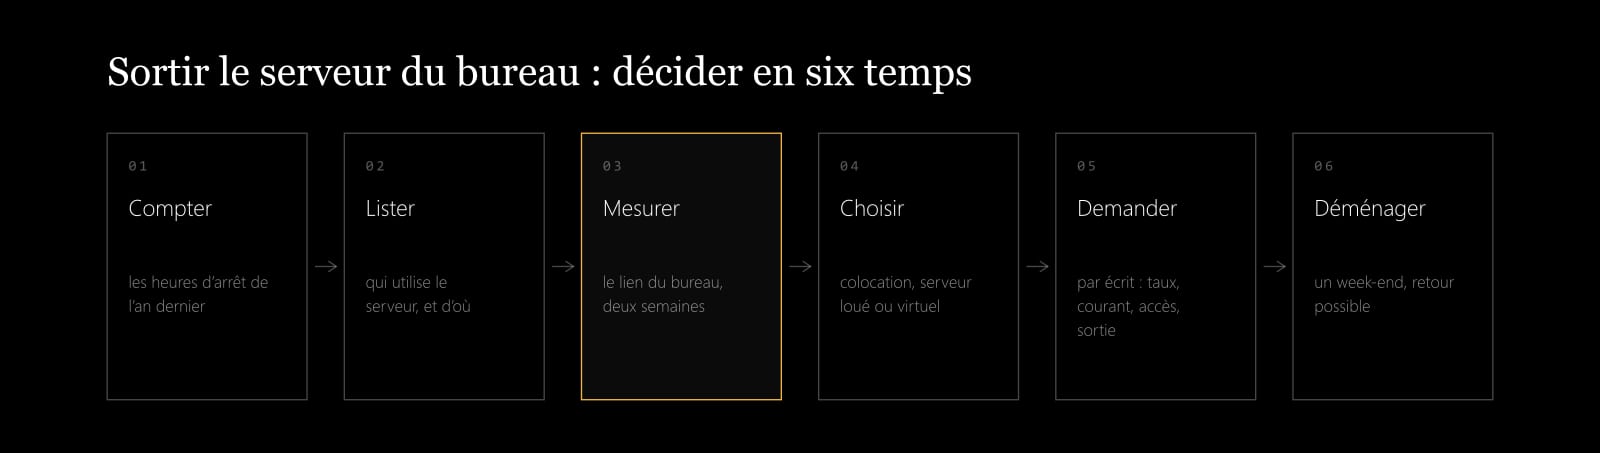 Sortir le serveur du bureau : décider en six temps
01
Compter
les heures d’arrêt de
l’an dernier
02
Lister
qui utilise le
serveur, et d’où
03
Mesurer
le lien du bureau,
deux semaines
04
Choisir
colocation, serveur
loué ou virtuel
05
Demander
par écrit : taux,
courant, accès,
sortie
06
Déménager
un week-end, retour
possible